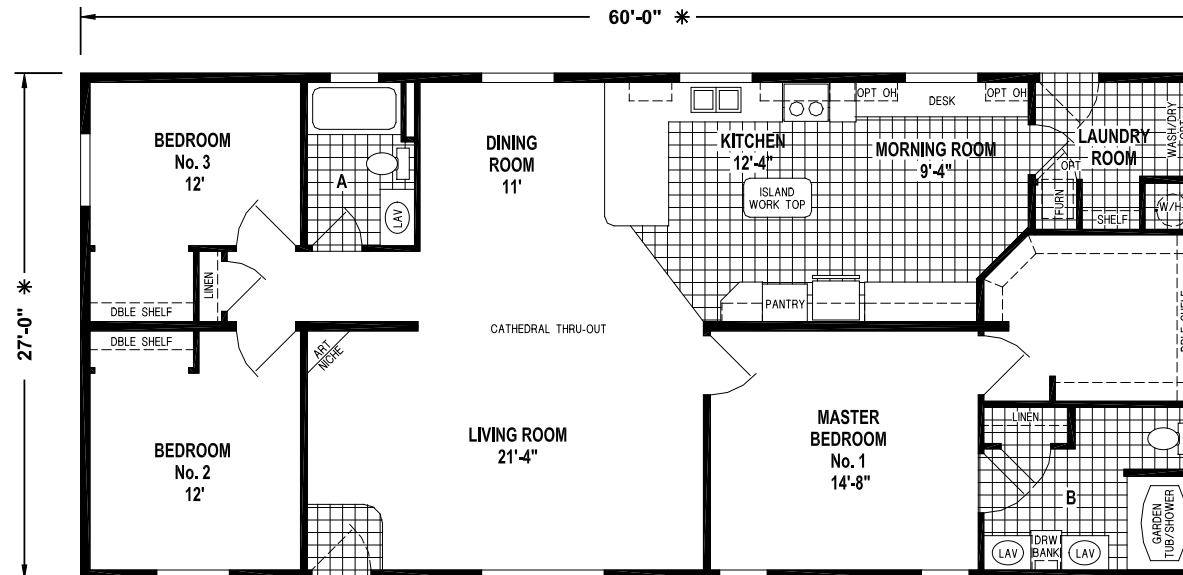 60'-0" ✳
27'-0" ✳
BEDROOM
No. 3
12'
A
LAV
DINING
ROOM
11'
KITCHEN
12'-4"
ISLAND
WORK TOP
OPT OH
DESK
OPT OH
MORNING ROOM
9'-4"
LAUNDRY
ROOM
WASH/DRY
OPT
OPT
FURN
SHELF
W/H
LINEN
DBLE SHELF
DBLE SHELF
PANTRY
CATHEDRAL THRU-OUT
DBLE SHELF
ART
NICHE
BEDROOM
No. 2
12'
LIVING ROOM
21'-4"
MASTER
BEDROOM
No. 1
14'-8"
LINEN
B
GARDEN
TUB/SHOWER
LAV
DRW
BANK
LAV